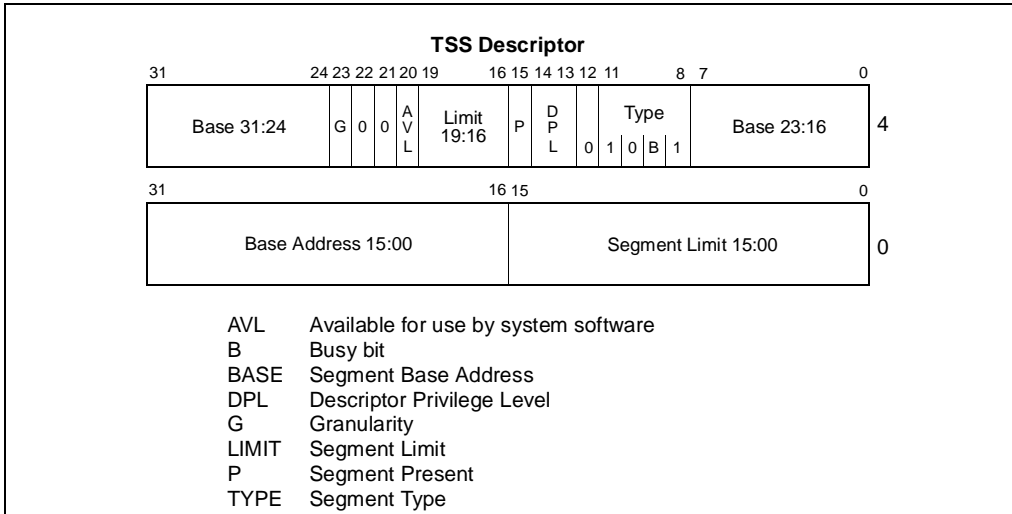 TSS Descriptor
31 24 23 22 21 20 19 16 15 14 13 12 11 8 7 0
Base 31:24 G 0 0 AVL Limit 19:16 P DPL 0 Type 1 0 B 1 Base 23:16 4
31 16 15 0
Base Address 15:00 Segment Limit 15:00 0
AVL Available for use by system software
B Busy bit
BASE Segment Base Address
DPL Descriptor Privilege Level
G Granularity
LIMIT Segment Limit
P Segment Present
TYPE Segment Type